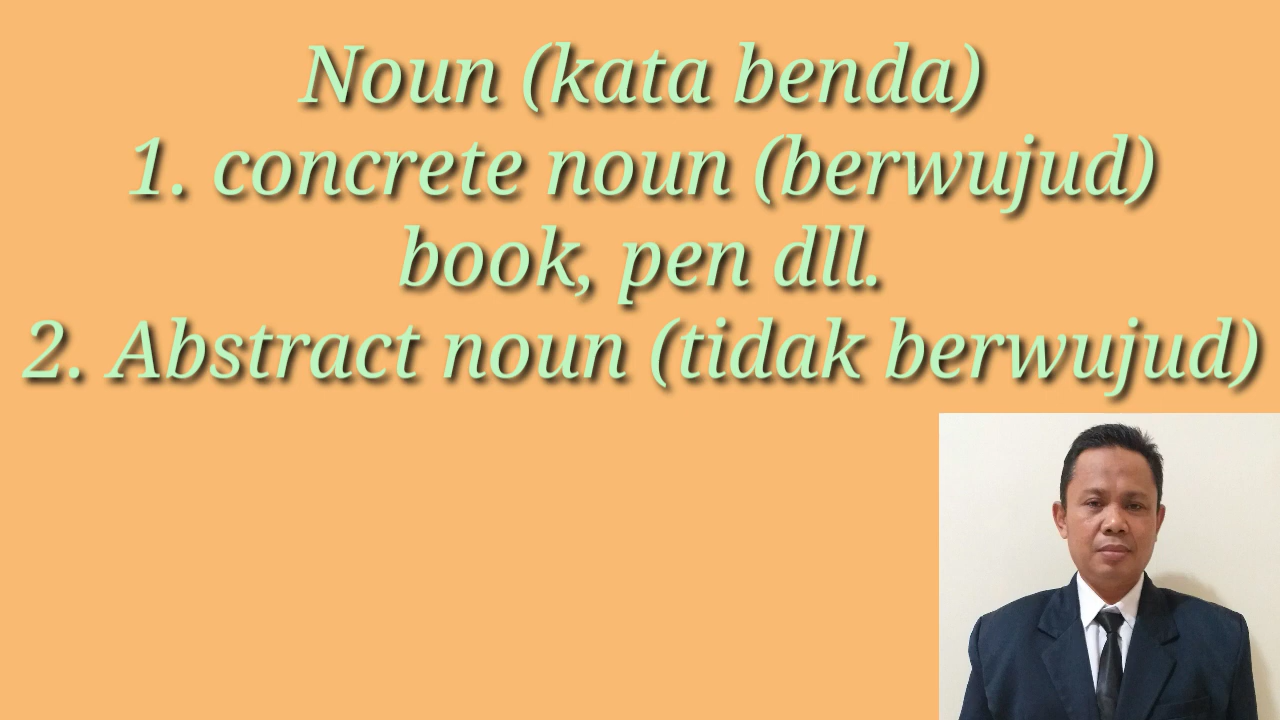 Noun (kata benda)
1. concrete noun (berwujud)
book, pen dll.
2. Abstract noun (tidak berwujud)